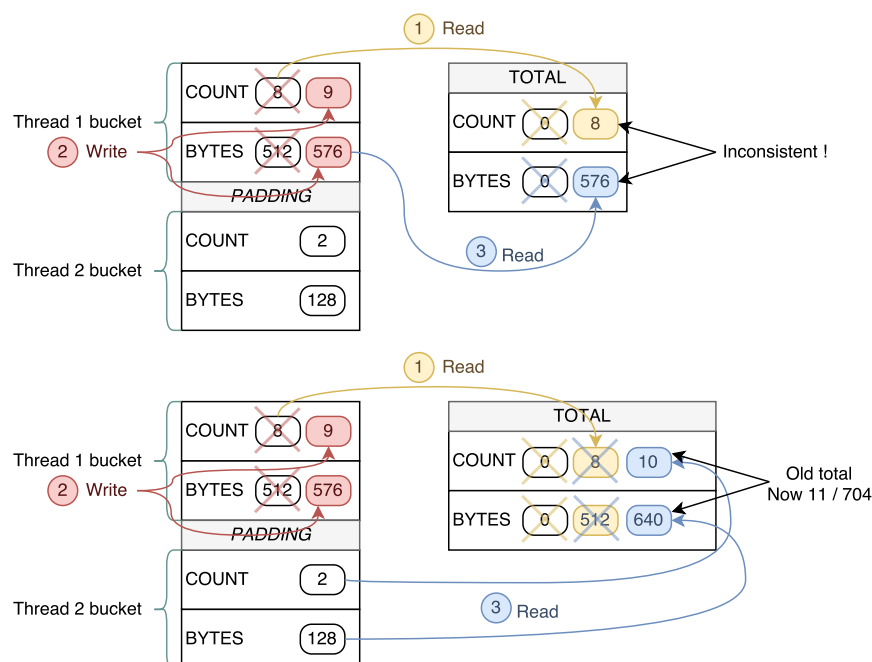 1 Read
TOTAL
COUNT 8 9
COUNT 0 8
Thread 1 bucket
2 Write
BYTES 512 576
BYTES 0 576
Inconsistent !
PADDING
COUNT 2
3 Read
Thread 2 bucket
BYTES 128
1 Read
TOTAL
COUNT 8 9
COUNT 0 8 10
Thread 1 bucket
2 Write
Old total
Now 11 / 704
BYTES 512 576
BYTES 0 512 640
PADDING
COUNT 2
3 Read
Thread 2 bucket
BYTES 128